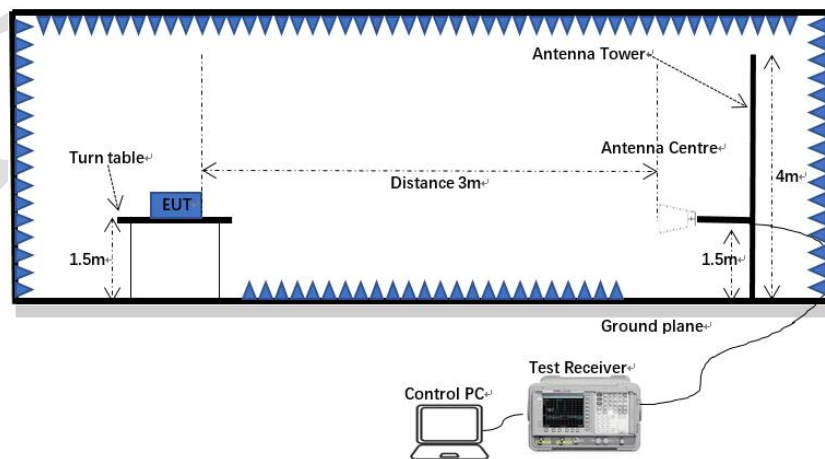 Antenna Tower
Turn table
Antenna Centre
Distance 3m
4m
EUT
1.5m
1.5m
Ground plane
Test Receiver
Control PC